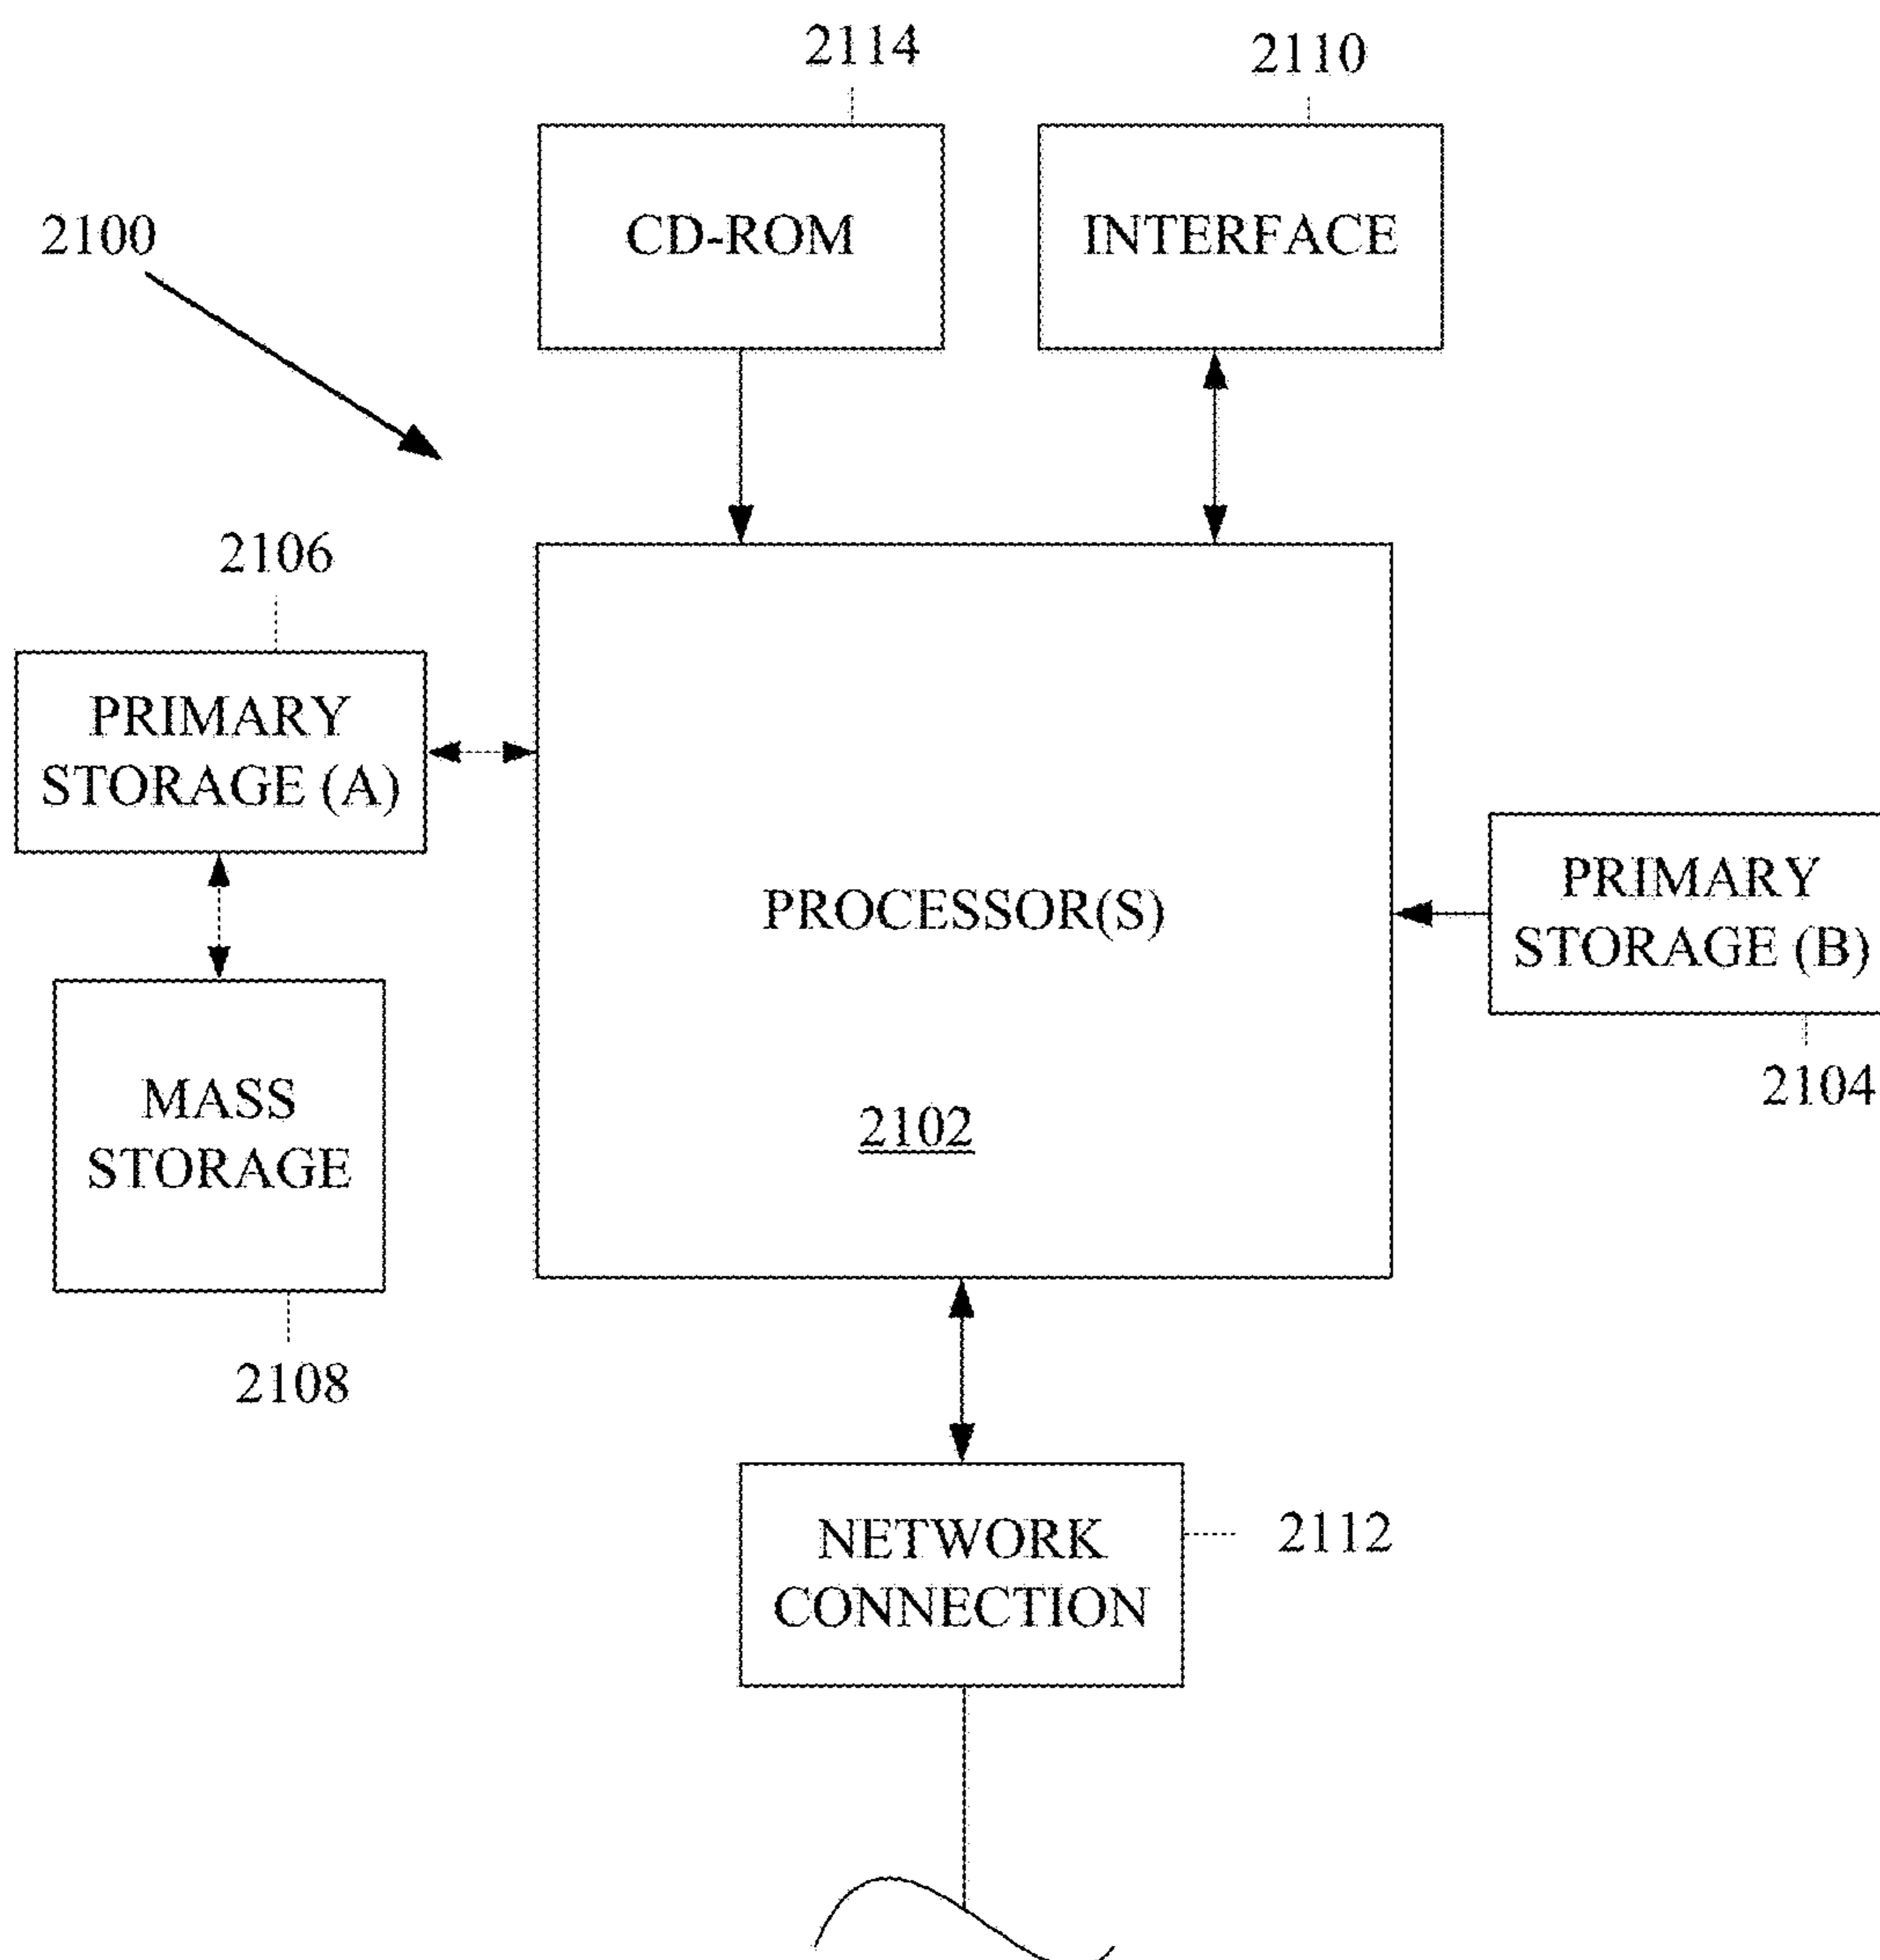 2114
2110
2100
CD-ROM
INTERFACE
2106
PRIMARY
STORAGE (A)
PROCESSOR(S)
2102
PRIMARY
STORAGE (B)
2104
MASS
STORAGE
2108
NETWORK
CONNECTION
2112